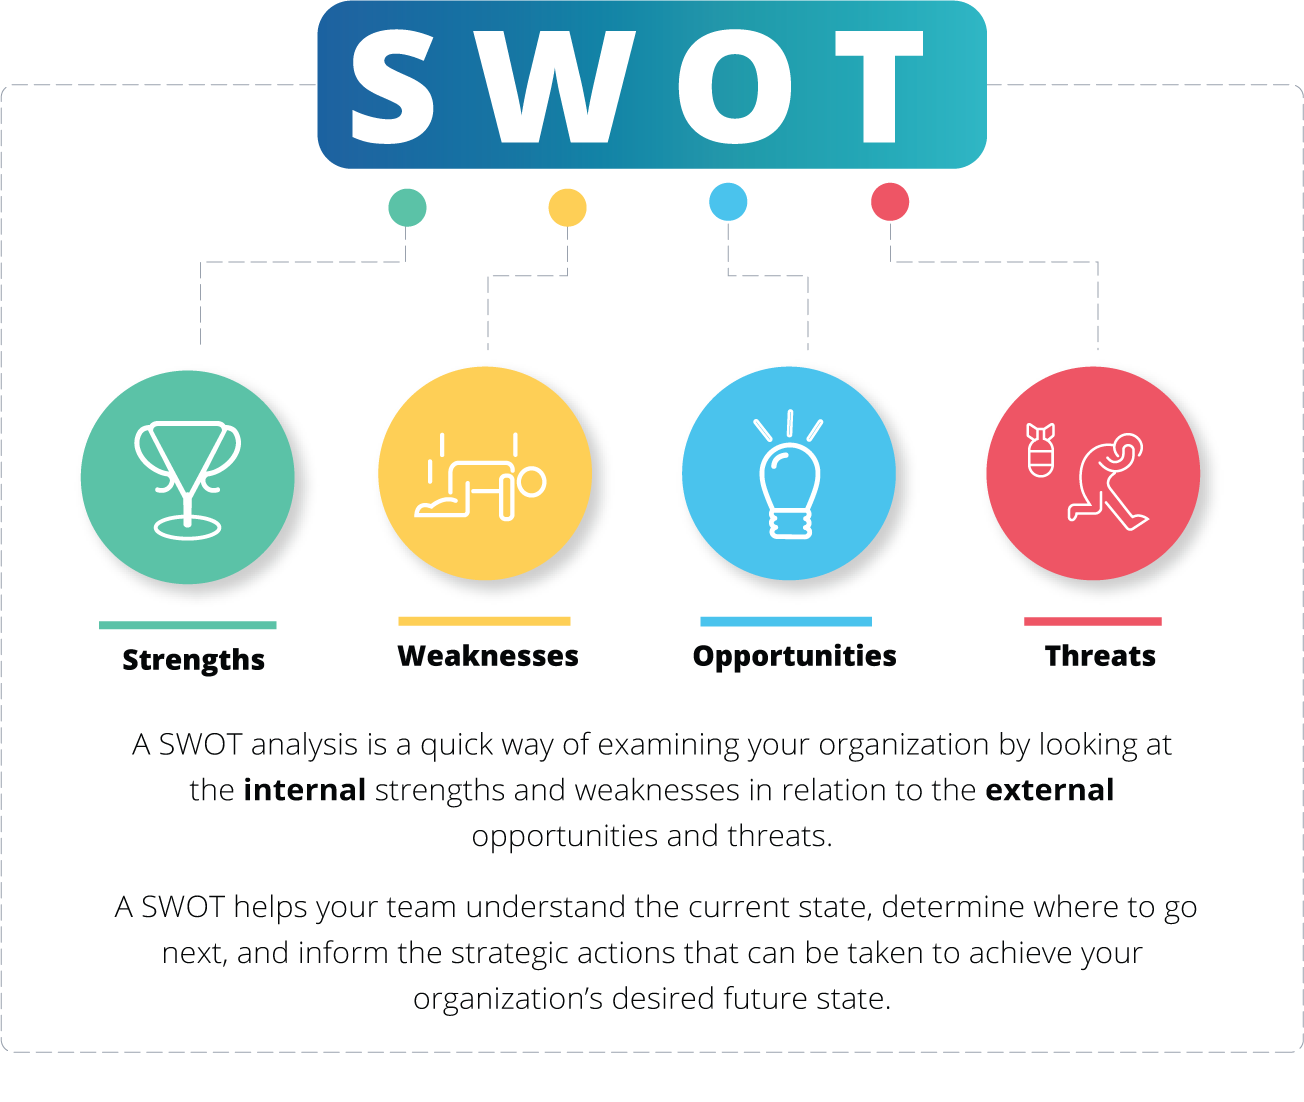 SWOT
Strengths
Weaknesses
Opportunities
Threats
A SWOT analysis is a quick way of examining your organization by looking at
the internal strengths and weaknesses in relation to the external
opportunities and threats.
A SWOT helps your team understand the current state, determine where to go
next, and inform the strategic actions that can be taken to achieve your
organization’s desired future state.